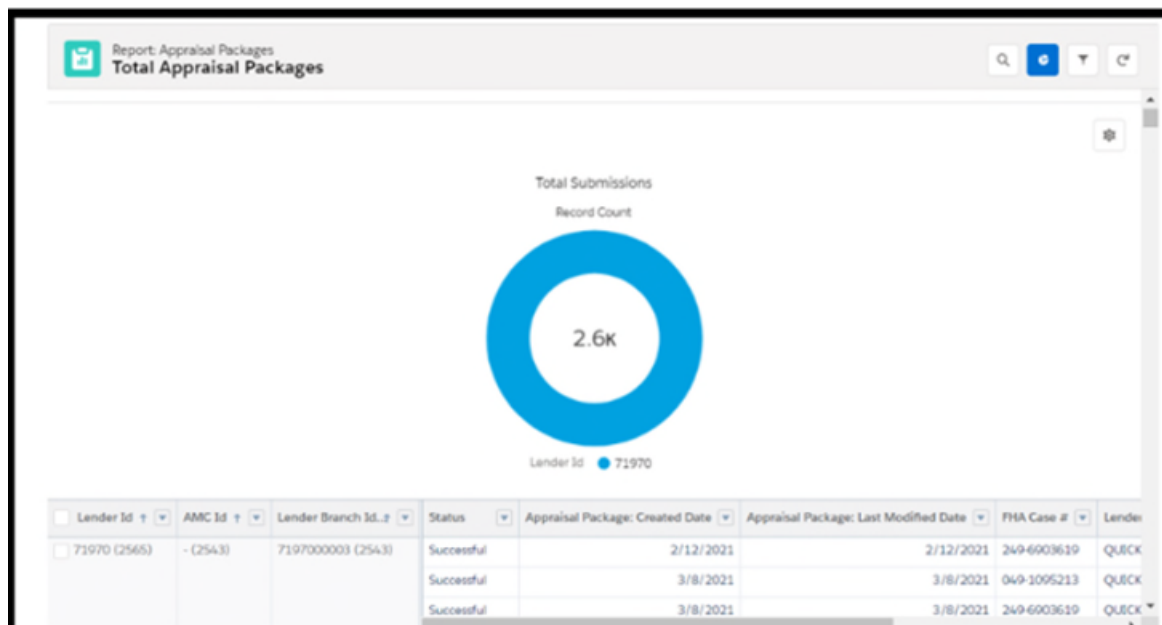 Report: Appraisal Packages
Total Appraisal Packages
Total Submissions
Record Count
2.6K
Lender Id 71970
Lender Id AMC Id Lender Branch Id.. Status Appraisal Package: Created Date Appraisal Package: Last Modified Date FHA Case # Lender
71970 (2565) - (2543) 7197000003 (2543) Successful 2/12/2021 2/12/2021 249-6903619 QUICK
Successful 3/8/2021 3/8/2021 049-1095213 QUICK
Successful 3/8/2021 3/8/2021 249-6903619 QUICK